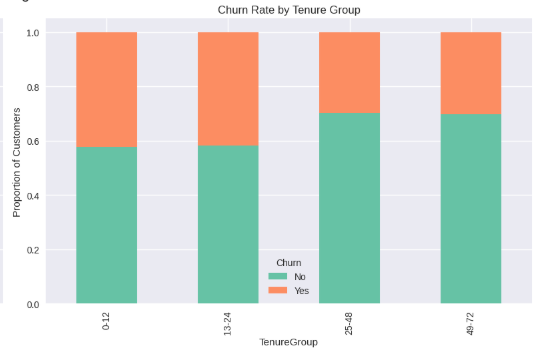 Churn Rate by Tenure Group
1.0
0.8
0.6
0.4
0.2
0.0
Proportion of Customers
Churn
No
Yes
0-12
13-24
25-48
49-72
TenureGroup